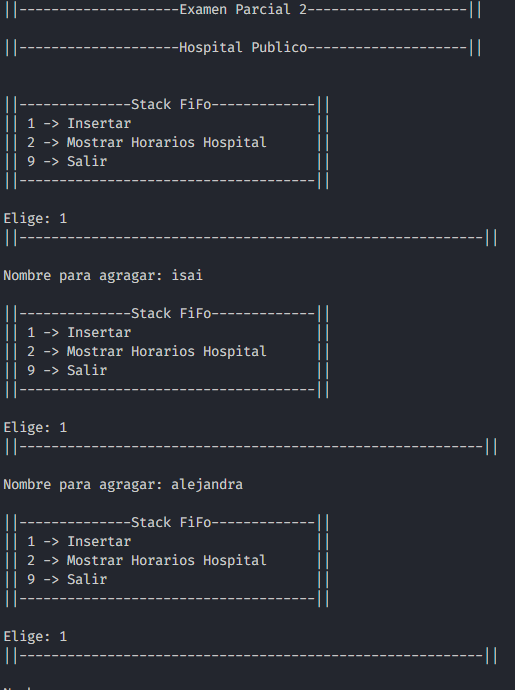 ||--------------------Examen Parcial 2--------------------||
||--------------------Hospital Publico--------------------||
||--------------Stack FiFo-------------||
|| 1 -> Insertar ||
|| 2 -> Mostrar Horarios Hospital ||
|| 9 -> Salir ||
||-------------------------------------||
Elige: 1
||----------------------------------------------------------||
Nombre para agragar: isai
||--------------Stack FiFo-------------||
|| 1 -> Insertar ||
|| 2 -> Mostrar Horarios Hospital ||
|| 9 -> Salir ||
||-------------------------------------||
Elige: 1
||----------------------------------------------------------||
Nombre para agragar: alejandra
||--------------Stack FiFo-------------||
|| 1 -> Insertar ||
|| 2 -> Mostrar Horarios Hospital ||
|| 9 -> Salir ||
||-------------------------------------||
Elige: 1
||----------------------------------------------------------||